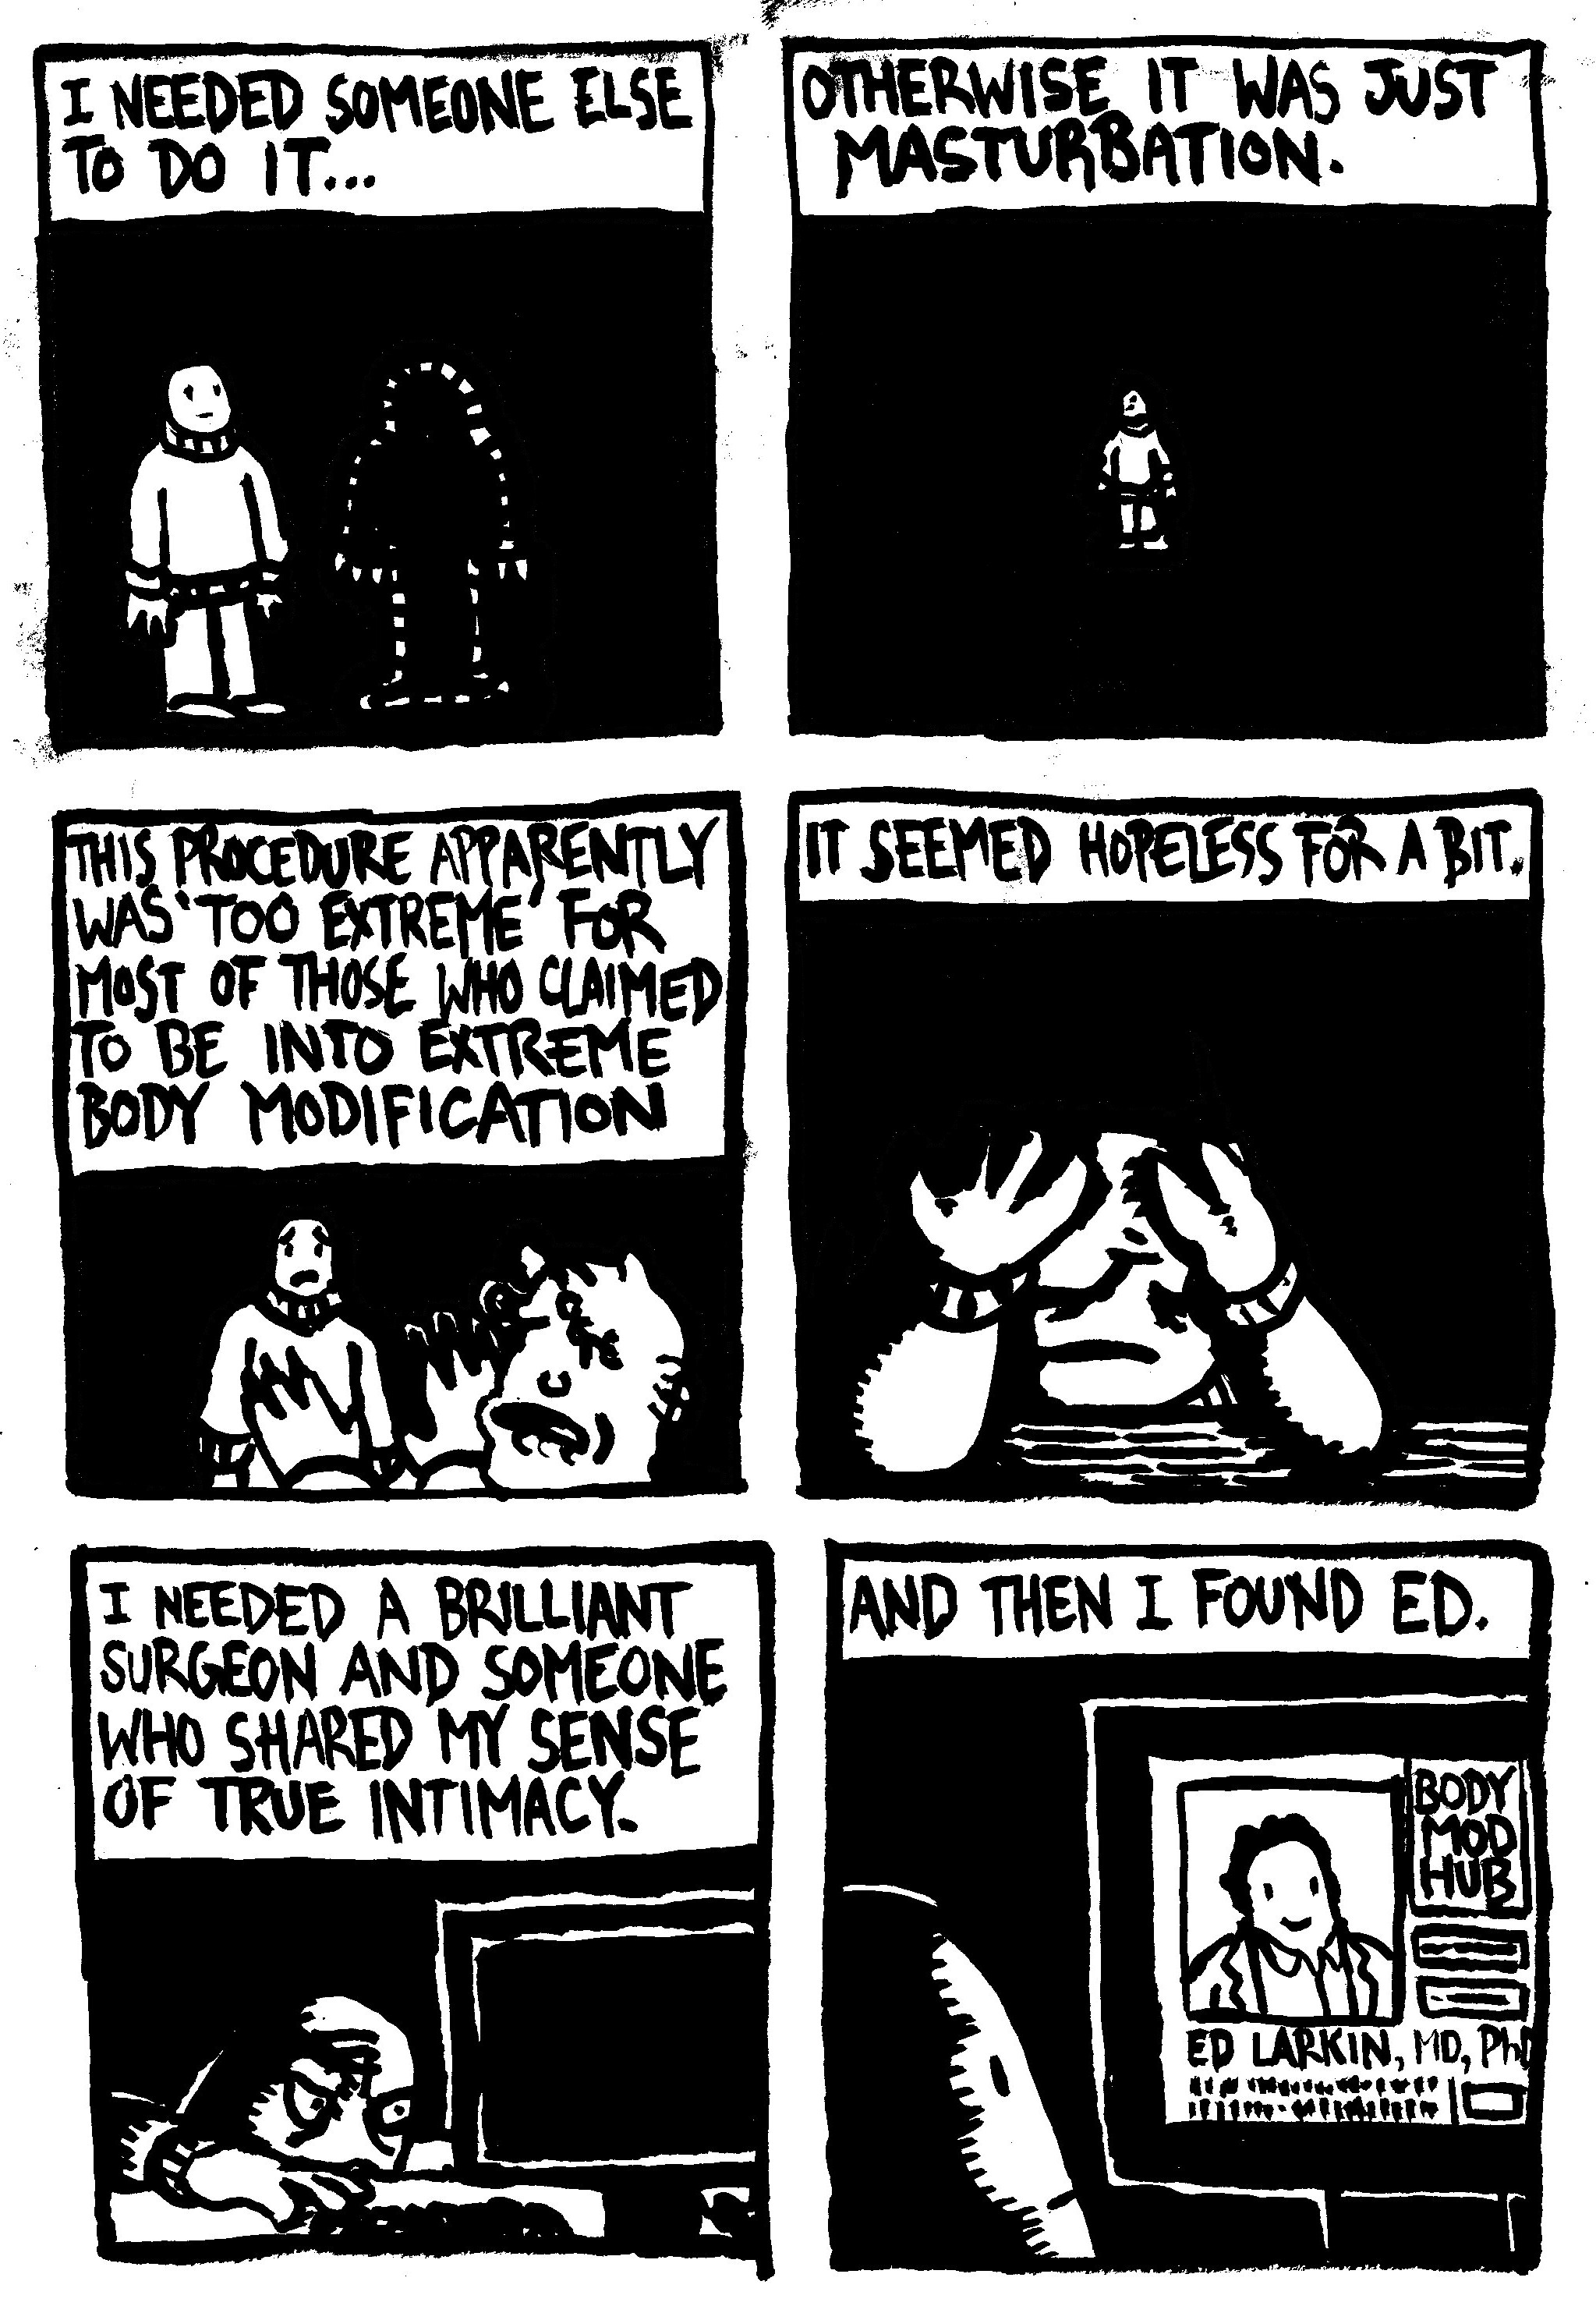 I NEEDED SOMEONE ELSE
TO DO IT...
OTHERWISE IT WAS JUST
MASTURBATION.
THIS PROCEDURE APPARENTLY
WAS 'TOO EXTREME' FOR
MOST OF THOSE WHO CLAIMED
TO BE INTO EXTREME
BODY MODIFICATION
IT SEEMED HOPELESS FOR A BIT.
I NEEDED A BRILLIANT
SURGEON AND SOMEONE
WHO SHARED MY SENSE
OF TRUE INTIMACY.
AND THEN I FOUND ED.
BODY
MOD
HUB
ED LARKIN, MD, PhD